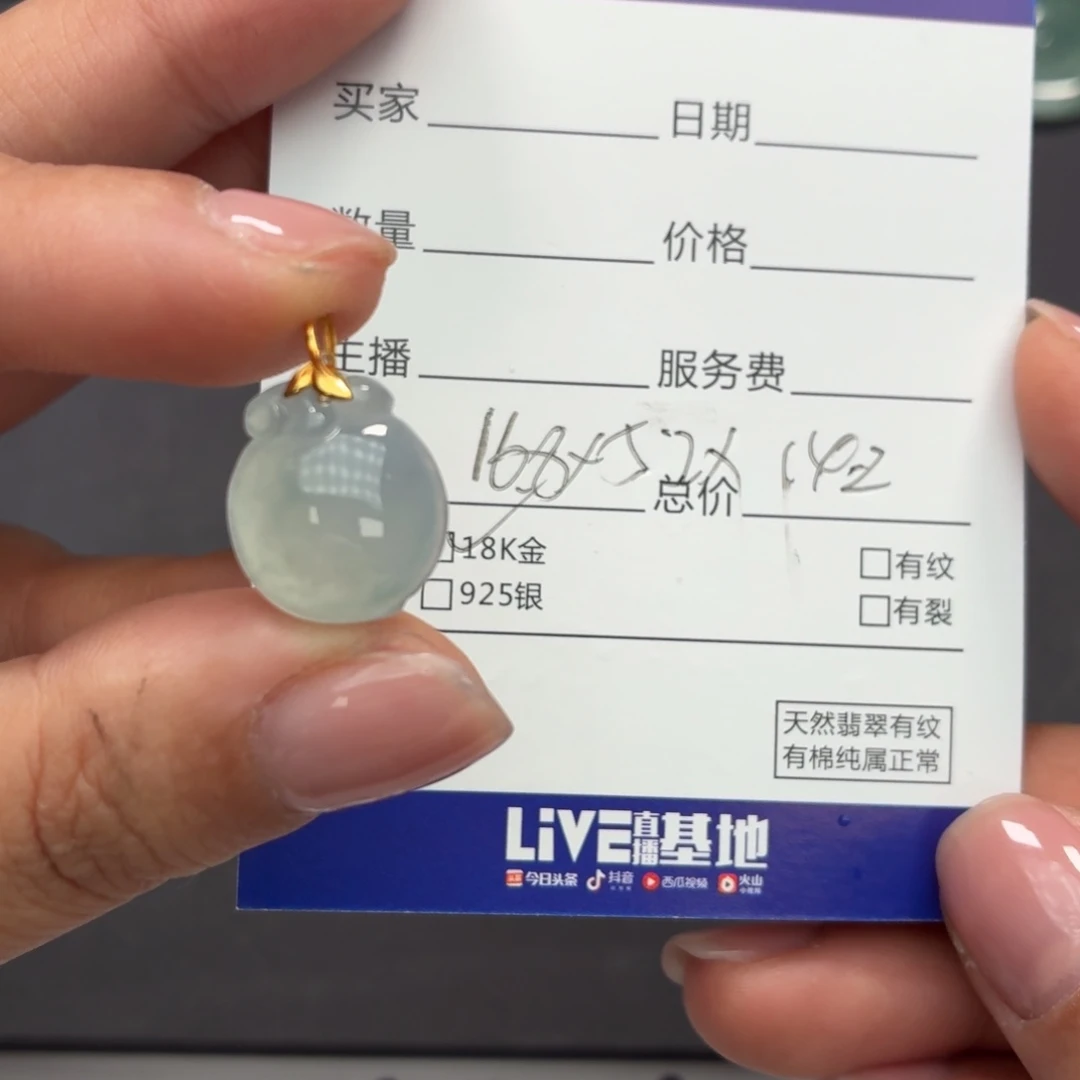 买家 日期
数量 价格
主播 服务费
总价
18K金 有纹
925银 有裂
天然翡翠有纹
有棉纯属正常
LiVE直播基地
今日头条 抖音 西瓜视频 火山